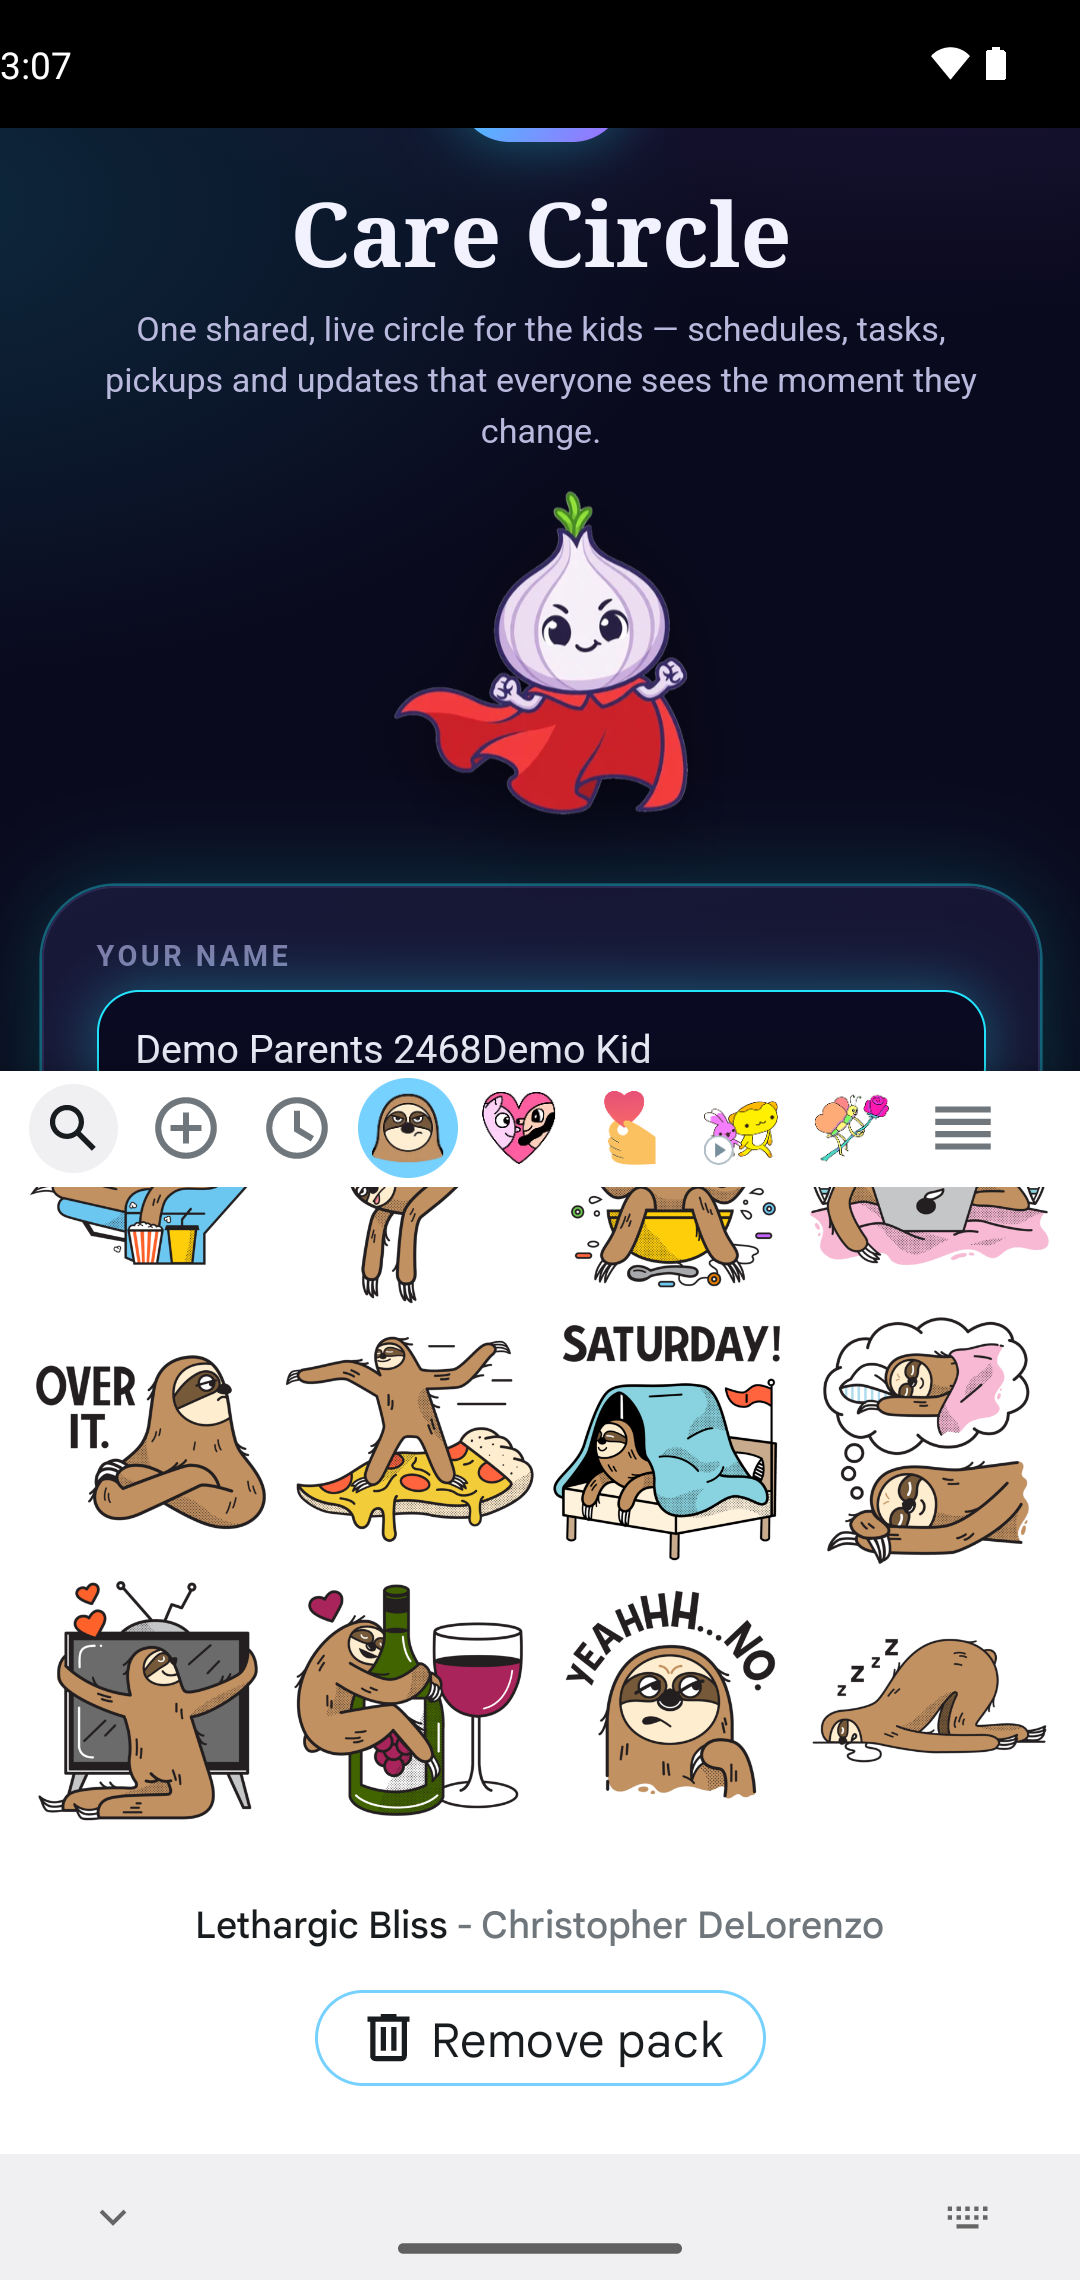 3:07
Care Circle
One shared, live circle for the kids — schedules, tasks,
pickups and updates that everyone sees the moment they
change.
YOUR NAME
Demo Parents 2468Demo Kid
OVER
IT.
SATURDAY!
YEAHHH...NO.
z z z z
Lethargic Bliss - Christopher DeLorenzo
Remove pack